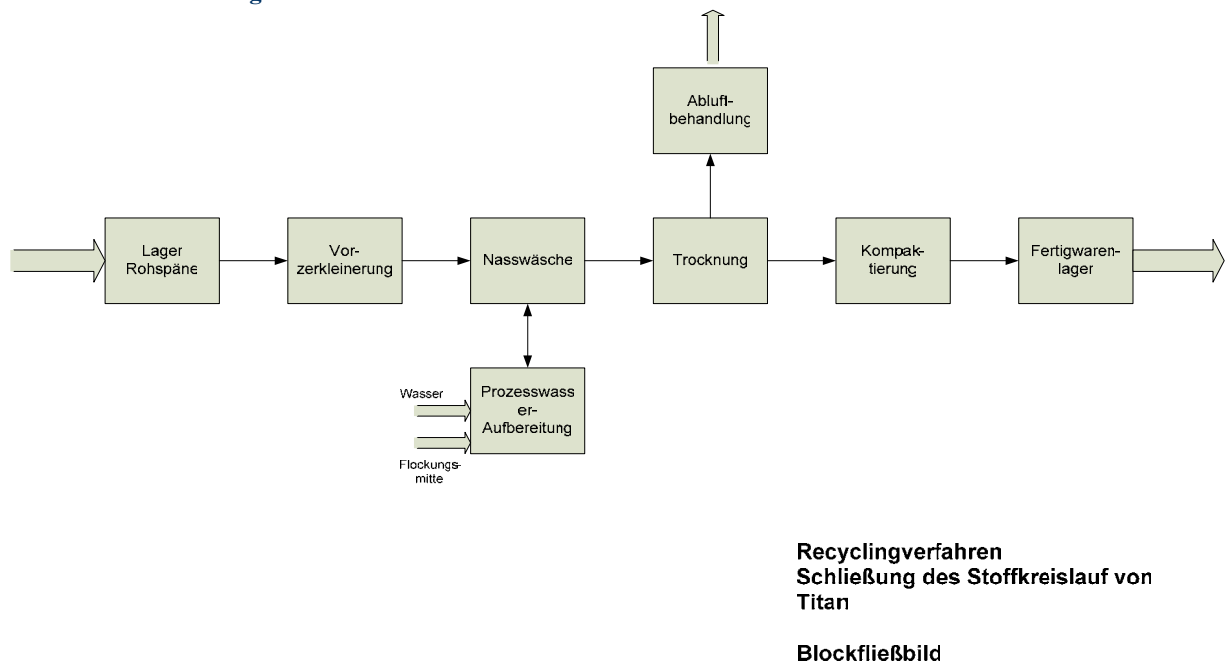 Abluft-
behandlung
Lager
Rohspäne
Vor-
zerkleinerung
Nasswäsche
Trocknung
Kompak-
tierung
Fertigwaren-
lager
Wasser
Flockungs-
mitte
Prozesswass
er-
Aufbereitung
Recyclingverfahren
Schließung des Stoffkreislauf von
Titan
Blockfließbild